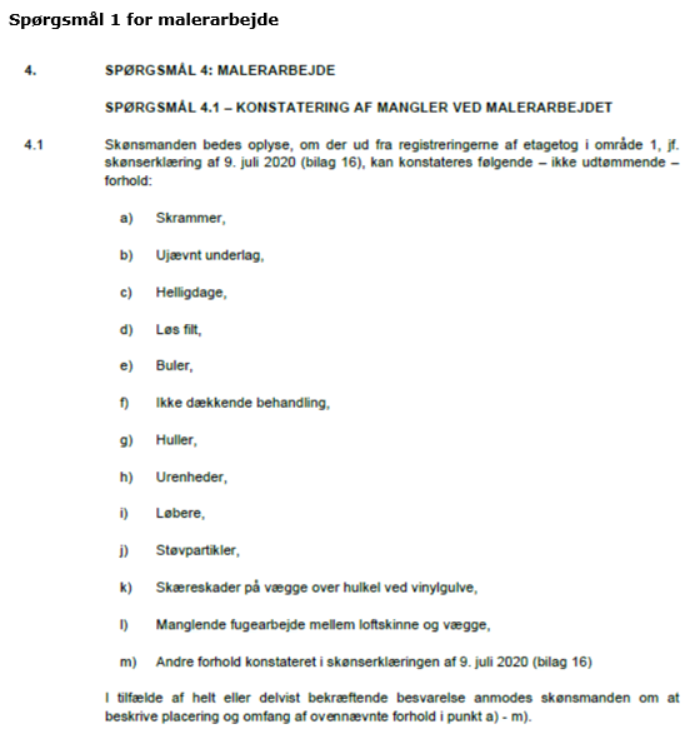 Spørgsmål 1 for malerarbejde
4. SPØRGSMÅL 4: MALERARBEJDE
SPØRGSMÅL 4.1 – KONSTATERING AF MANGLER VED MALERARBEJDET
4.1 Skønsmanden bedes oplyse, om der ud fra registreringerne af etagetog i område 1, jf.
skønserklæring af 9. juli 2020 (bilag 16), kan konstateres følgende – ikke udtømmende –
forhold:
a) Skrammer,
b) Ujævnt underlag,
c) Helligdage,
d) Løs filt,
e) Buler,
f) Ikke dækkende behandling,
g) Huller,
h) Urenheder,
i) Løbere,
j) Støvpartikler,
k) Skæreskader på vægge over hulkel ved vinylgulve,
l) Manglende fugearbejde mellem loftskinne og vægge,
m) Andre forhold konstateret i skønserklæringen af 9. juli 2020 (bilag 16)
I tilfælde af helt eller delvist bekræftende besvarelse anmodes skønsmanden om at
beskrive placering og omfang af ovennævnte forhold i punkt a) - m).